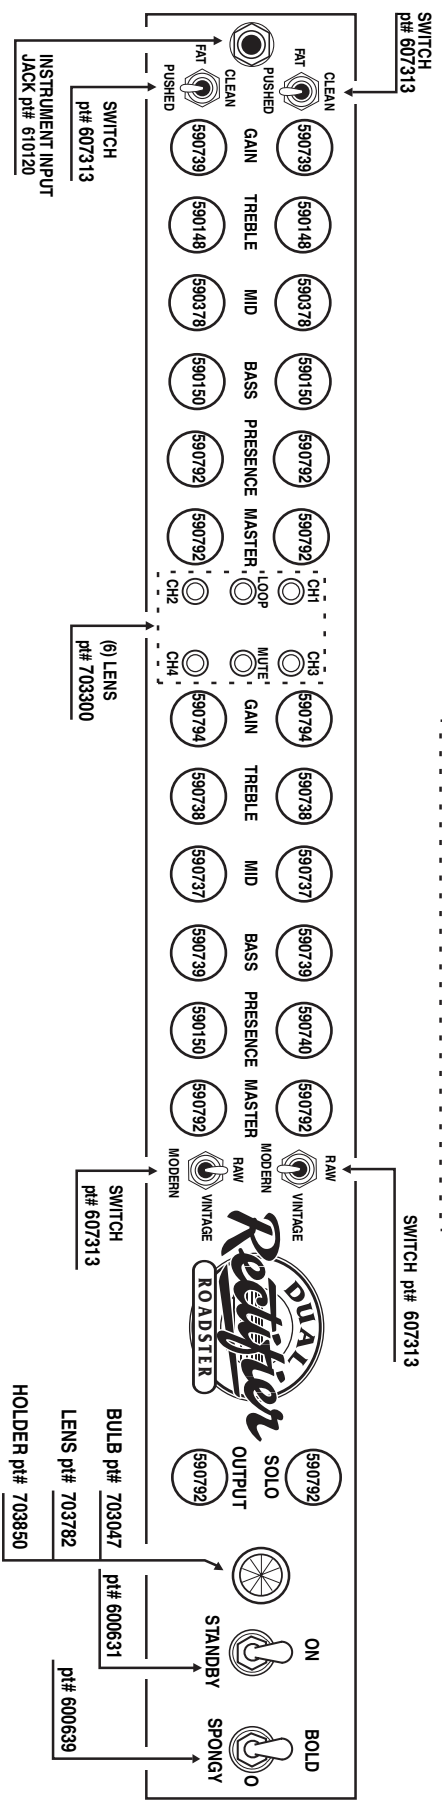 SWITCH
pt# 607313
SWITCH pt# 607313
CLEAN
FAT
PUSHED
590739 590148 590378 590150 590792 590792
CH1 CH3
590794 590738 590737 590739 590740 590792
RAW
MODERN
VINTAGE
590792
ON
BOLD
GAIN TREBLE MID BASS PRESENCE MASTER
LOOP MUTE
GAIN TREBLE MID BASS PRESENCE MASTER
DUAL
Rectifier
ROADSTER
SOLO
OUTPUT
O
CLEAN
FAT
PUSHED
590739 590148 590378 590150 590792 590792
CH2 CH4
590794 590738 590737 590739 590150 590792
RAW
MODERN
VINTAGE
590792
STANDBY
SPONGY
SWITCH
pt# 607313
INSTRUMENT INPUT
JACK pt# 610120
(6) LENS
pt# 703300
SWITCH
pt# 607313
BULB pt# 703047
LENS pt# 703782
HOLDER pt# 703850
pt# 600631
pt# 600639